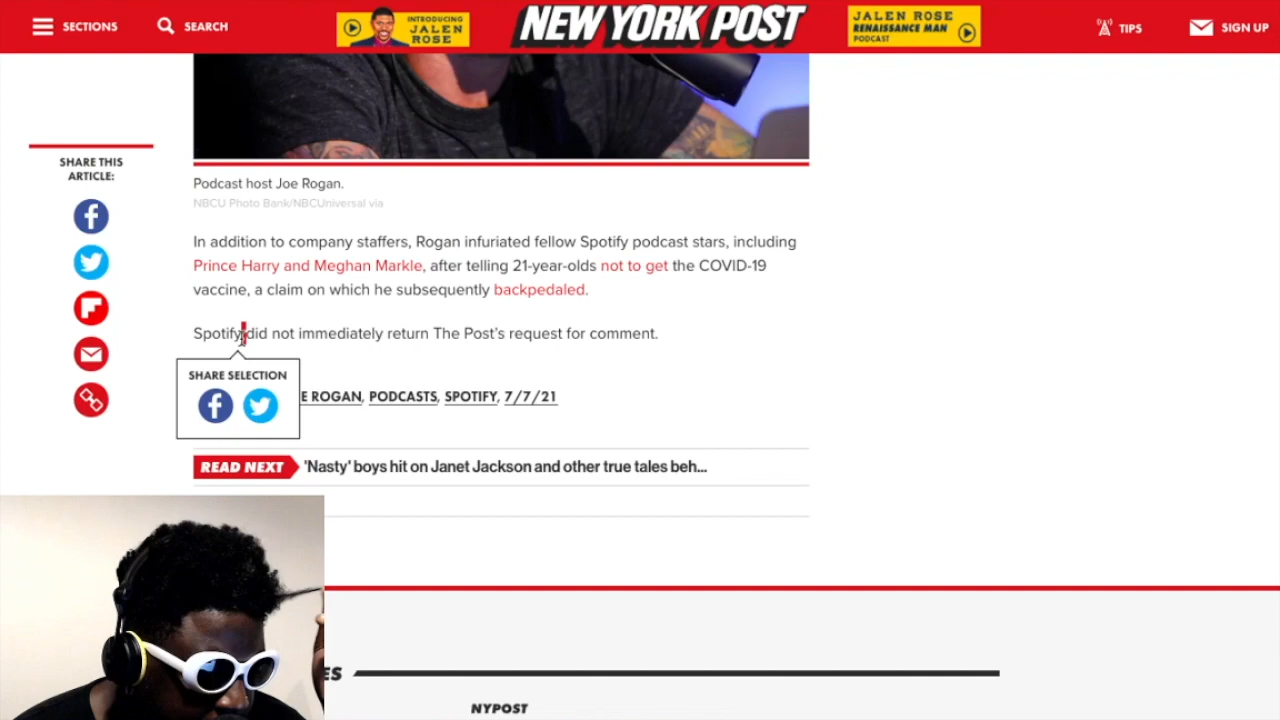 SECTIONS
SEARCH
INTRODUCING
JALEN
ROSE
NEW YORK POST
JALEN ROSE
RENAISSANCE MAN
PODCAST
TIPS
SIGN UP
SHARE THIS
ARTICLE:
Podcast host Joe Rogan.
NBCU Photo Bank/NBCUniversal via
In addition to company staffers, Rogan infuriated fellow Spotify podcast stars, including
Prince Harry and Meghan Markle, after telling 21-year-olds not to get the COVID-19
vaccine, a claim on which he subsequently backpedaled.
Spotify did not immediately return The Post's request for comment.
SHARE SELECTION
E ROGAN, PODCASTS, SPOTIFY, 7/7/21
READ NEXT 'Nasty' boys hit on Janet Jackson and other true tales beh...
ES
NYPOST